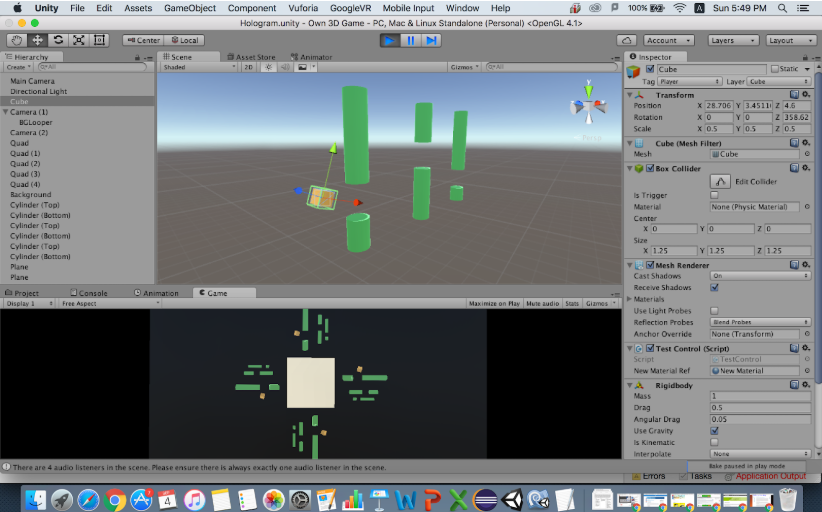 Unity File Edit Assets GameObject Component Vuforia GoogleVR Mobile Input Window Help 100% Sun 5:49 PM
Hologram.unity - Own 3D Game - PC, Mac & Linux Standalone (Personal) <OpenGL 4.1>
Center Local Account Layers Layout
Hierarchy
Create All
Main Camera
Directional Light
Cube
Camera (1)
BGLooper
Camera (2)
Quad
Quad (1)
Quad (2)
Quad (3)
Quad (4)
Background
Cylinder (Top)
Cylinder (Bottom)
Cylinder (Top)
Cylinder (Bottom)
Cylinder (Top)
Cylinder (Bottom)
Plane
Plane
Scene Asset Store Animator
Shaded 2D Gizmos All
y
Persp
Project Console Animation Game
Display 1 Free Aspect Maximize on Play Mute audio Stats Gizmos
Inspector
Cube Static
Tag Player Layer Cube
Transform
Position X 28.706 Y 3.4511 Z 4.6
Rotation X 0 Y 0 Z 358.62
Scale X 0.5 Y 0.5 Z 0.5
Cube (Mesh Filter)
Mesh Cube
Box Collider
Edit Collider
Is Trigger
Material None (Physic Material)
Center
X 0 Y 0 Z 0
Size
X 1.25 Y 1.25 Z 1.25
Mesh Renderer
Cast Shadows On
Receive Shadows
Materials
Use Light Probes
Reflection Probes Blend Probes
Anchor Override None (Transform)
Test Control (Script)
Script TestControl
New Material Ref New Material
Rigidbody
Mass 1
Drag 0.5
Angular Drag 0.05
Use Gravity
Is Kinematic
Interpolate None
There are 4 audio listeners in the scene. Please ensure there is always exactly one audio listener in the scene.
Bake paused in play mode
Errors Tasks Application Output